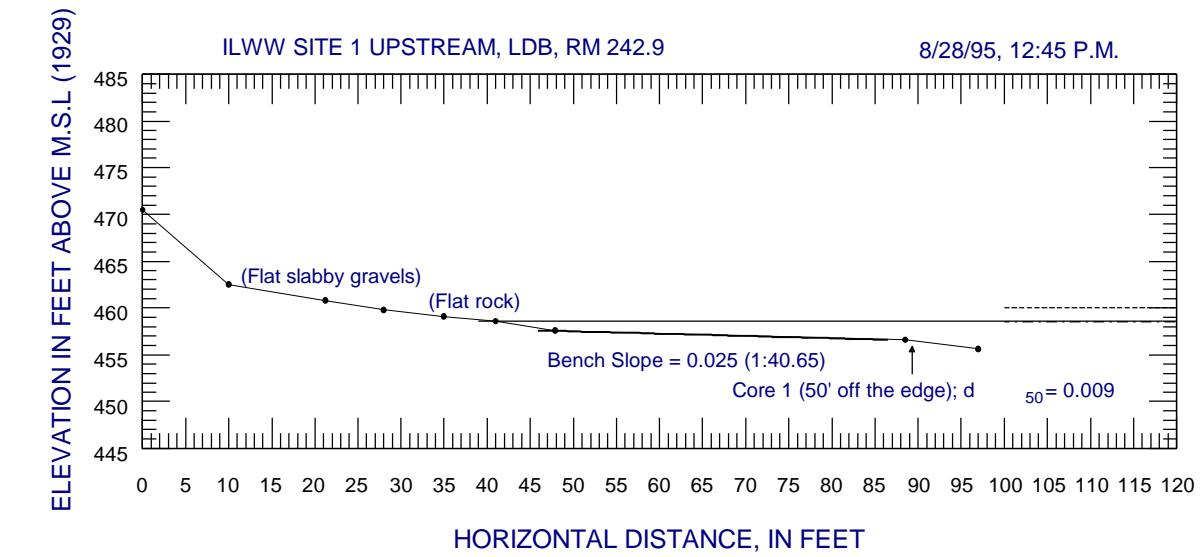 ILWW SITE 1 UPSTREAM, LDB, RM 242.9
8/28/95, 12:45 P.M.
ELEVATION IN FEET ABOVE M.S.L (1929)
485
480
475
470
465
460
455
450
445
(Flat slabby gravels)
(Flat rock)
Bench Slope = 0.025 (1:40.65)
Core 1 (50' off the edge); d 50 = 0.009
0 5 10 15 20 25 30 35 40 45 50 55 60 65 70 75 80 85 90 95 100 105 110 115 120
HORIZONTAL DISTANCE, IN FEET